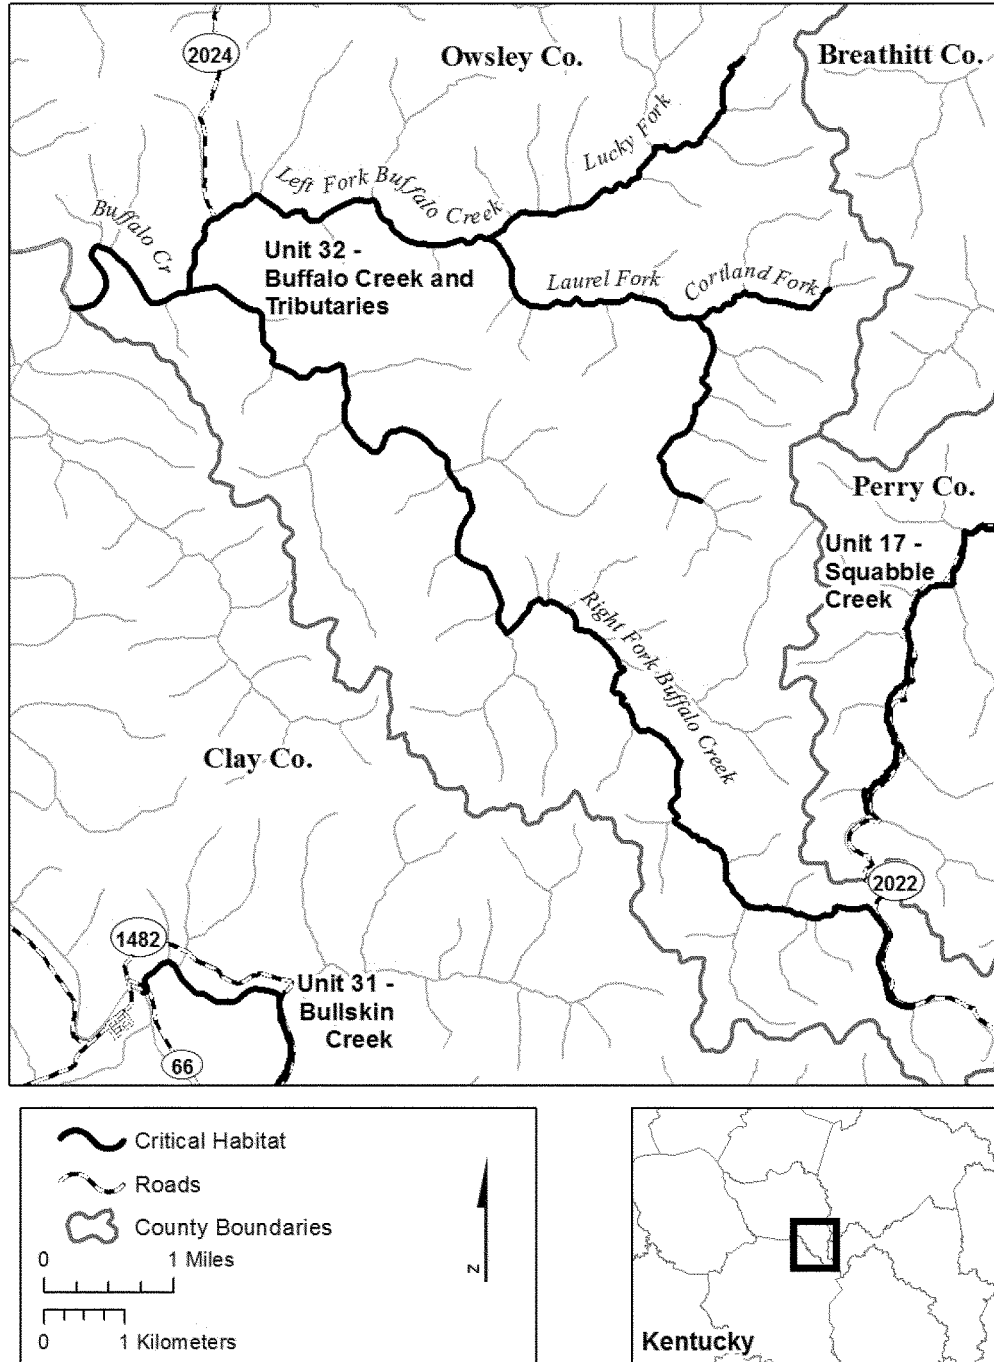 2024
Owsley Co.
Breathitt Co.
Lucky Fork
Left Fork Buffalo Creek
Buffalo Cr
Unit 32 -
Buffalo Creek and
Tributaries
Laurel Fork
Cortland Fork
Perry Co.
Unit 17 -
Squabble
Creek
Right Fork Buffalo Creek
Clay Co.
2022
1482
Unit 31 -
Bullskin
Creek
66
Critical Habitat
Roads
County Boundaries
0 1 Miles
0 1 Kilometers
N
Kentucky